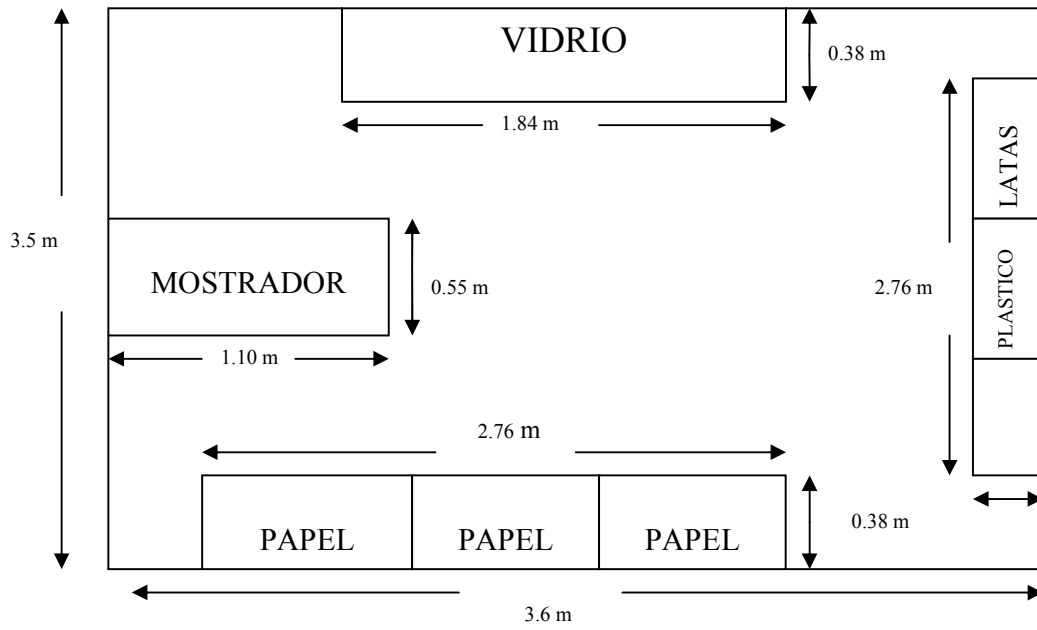 VIDRIO
0.38 m
1.84 m
LATAS
3.5 m
MOSTRADOR
0.55 m
2.76 m
PLASTICO
1.10 m
2.76 m
PAPEL
PAPEL
PAPEL
0.38 m
3.6 m